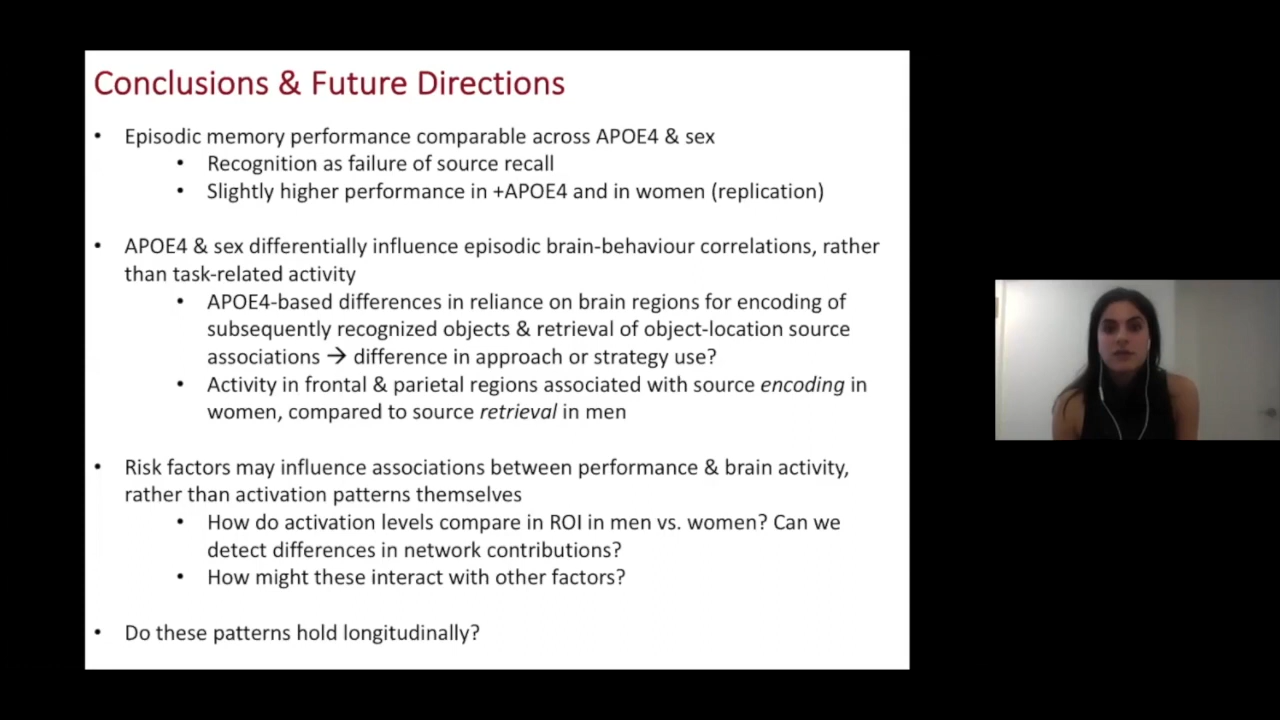 Conclusions & Future Directions
• Episodic memory performance comparable across APOE4 & sex
• Recognition as failure of source recall
• Slightly higher performance in +APOE4 and in women (replication)
• APOE4 & sex differentially influence episodic brain-behaviour correlations, rather
than task-related activity
• APOE4-based differences in reliance on brain regions for encoding of
subsequently recognized objects & retrieval of object-location source
associations → difference in approach or strategy use?
• Activity in frontal & parietal regions associated with source encoding in
women, compared to source retrieval in men
• Risk factors may influence associations between performance & brain activity,
rather than activation patterns themselves
• How do activation levels compare in ROI in men vs. women? Can we
detect differences in network contributions?
• How might these interact with other factors?
• Do these patterns hold longitudinally?